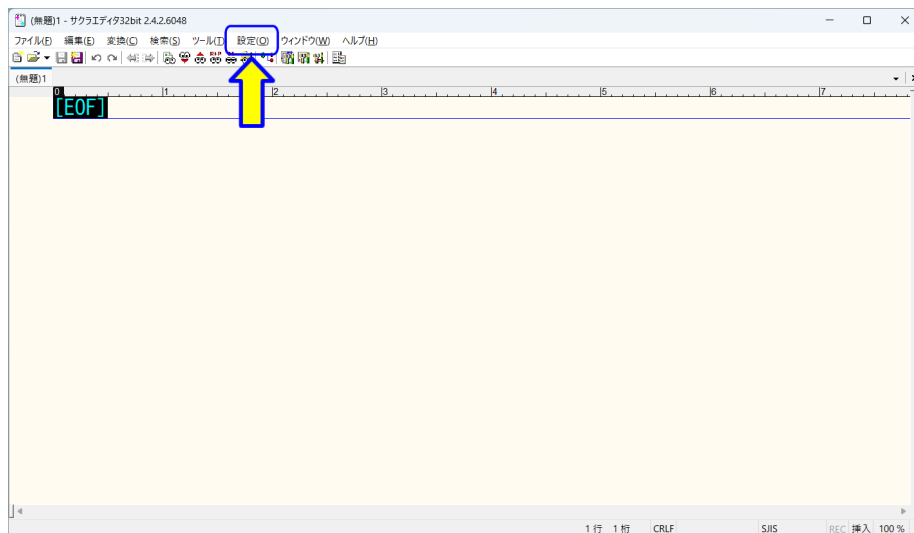 (無題)1 - サクラエディタ32bit 2.4.2.6048
ファイル(F) 編集(E) 変換(C) 検索(S) ツール(T) 設定(O) ウィンドウ(W) ヘルプ(H)
(無題)1
0 1 2 3 4 5 6 7
[EOF]
1 行 1 桁 CRLF SJIS REC 挿入 100 %